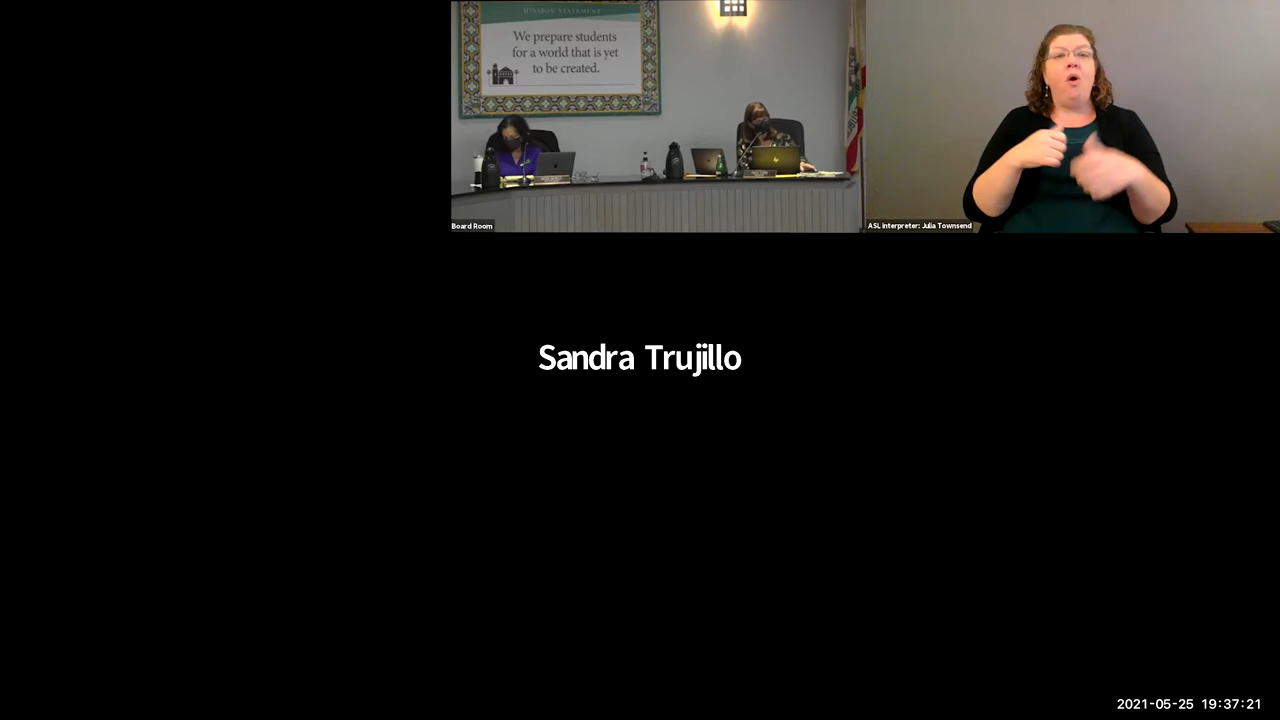 MISSION STATEMENT
We prepare students
for a world that is yet
to be created.
Board Room
ASL interpreter: Julia Townsend
Sandra Trujillo
2021-05-25 19:37:21